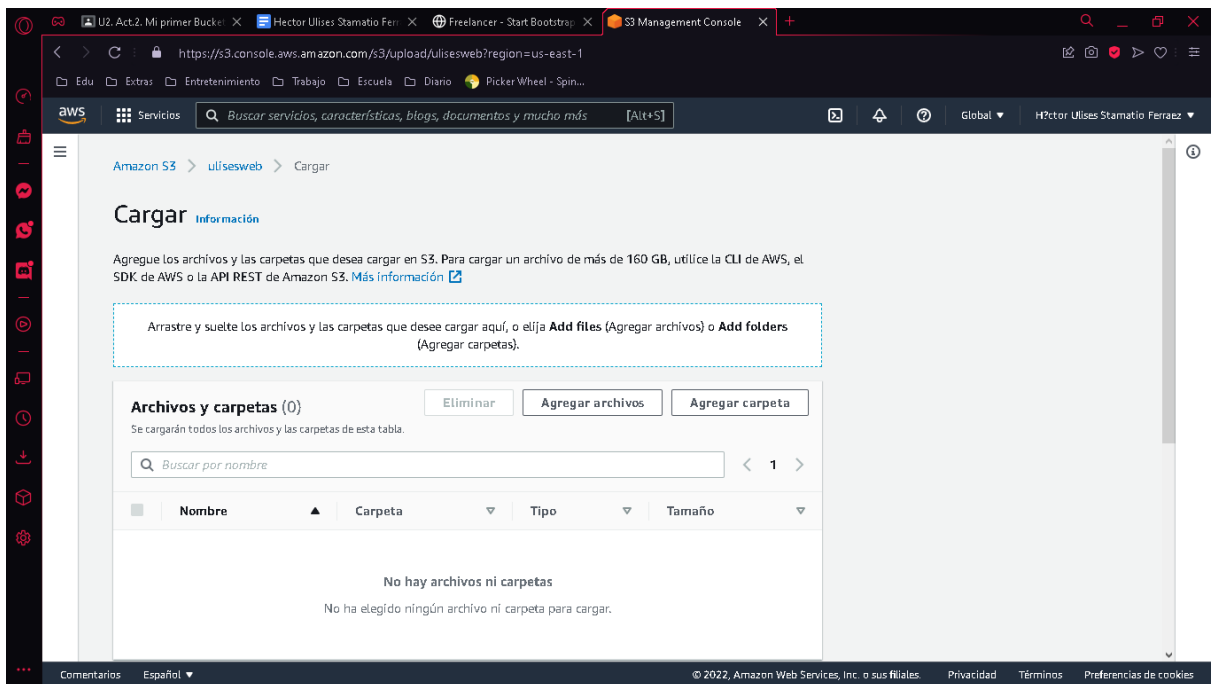 U2. Act.2. Mi primer Bucket
Hector Ulises Stamatio Ferr
Freelancer - Start Bootstrap
S3 Management Console
https://s3.console.aws.amazon.com/s3/upload/ulisesweb?region=us-east-1
Edu Extras Entretenimiento Trabajo Escuela Diario Picker Wheel - Spin...
aws Servicios Buscar servicios, características, blogs, documentos y mucho más [Alt+S] Global H?ctor Ulises Stamatio Ferraez
Amazon S3 ulisesweb Cargar
Cargar Información
Agregue los archivos y las carpetas que desea cargar en S3. Para cargar un archivo de más de 160 GB, utilice la CLI de AWS, el
SDK de AWS o la API REST de Amazon S3. Más información
Arrastre y suelte los archivos y las carpetas que desee cargar aquí, o elija Add files (Agregar archivos) o Add folders
(Agregar carpetas).
Archivos y carpetas (0) Eliminar Agregar archivos Agregar carpeta
Se cargarán todos los archivos y las carpetas de esta tabla.
Buscar por nombre 1
Nombre Carpeta Tipo Tamaño
No hay archivos ni carpetas
No ha elegido ningún archivo ni carpeta para cargar.
Comentarios Español © 2022, Amazon Web Services, Inc. o sus filiales. Privacidad Términos Preferencias de cookies